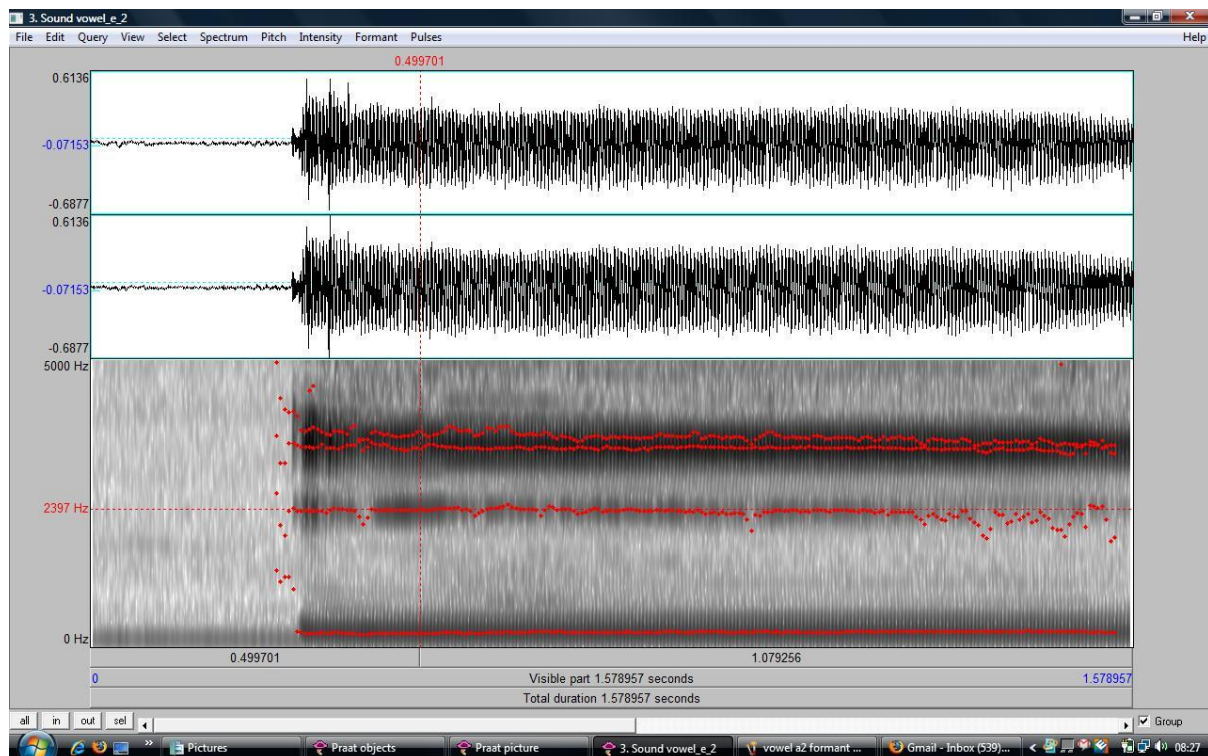 3. Sound vowel_e_2
File Edit Query View Select Spectrum Pitch Intensity Formant Pulses Help
0.499701
0.6136
-0.07153
-0.6877
0.6136
-0.07153
-0.6877
5000 Hz
2397 Hz
0 Hz
0.499701 1.079256
0 Visible part 1.578957 seconds 1.578957
Total duration 1.578957 seconds
all in out sel Group
Pictures Praat objects Praat picture 3. Sound vowel_e_2 vowel a2 formant ... Gmail - Inbox (539)... 08:27